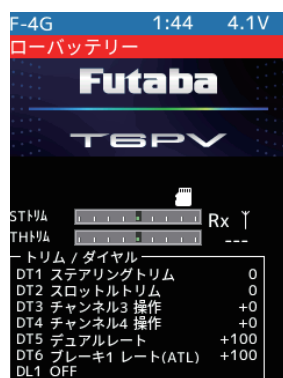 F-4G 1:44 4.1V
ローバッテリー
Futaba
T6PV
STﾄﾘﾑ Rx
THﾄﾘﾑ ---
トリム / ダイヤル
DT1 ステアリングトリム 0
DT2 スロットルトリム 0
DT3 チャンネル3 操作 +0
DT4 チャンネル4 操作 +0
DT5 デュアルレート +100
DT6 ブレーキ1 レート(ATL) +100
DL1 OFF